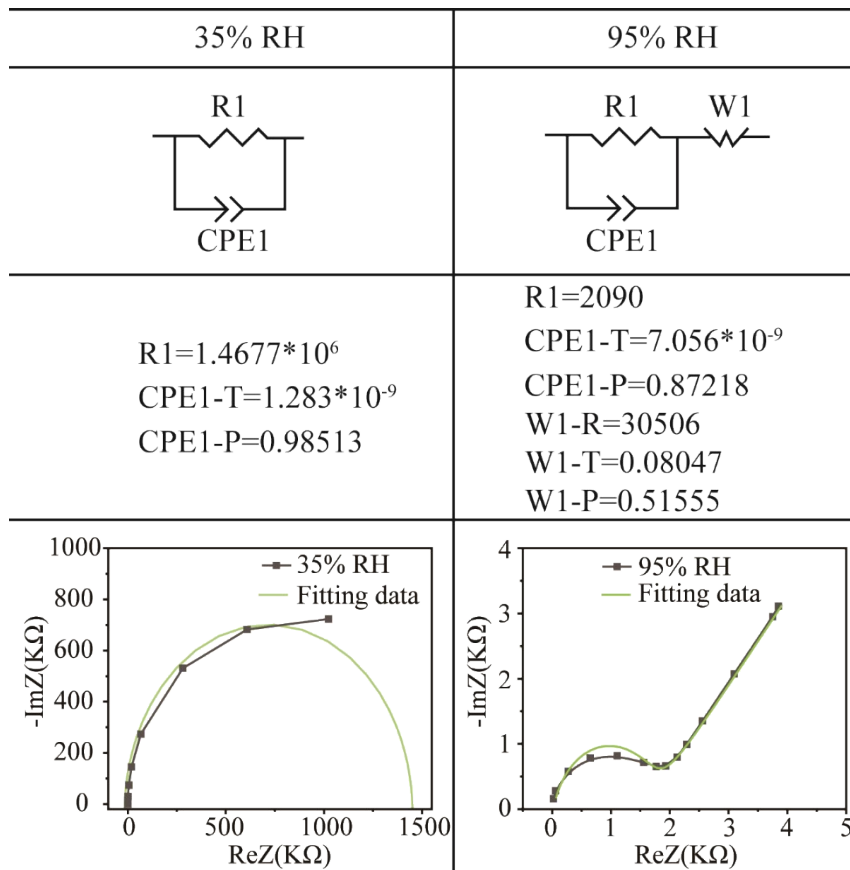 35% RH
95% RH
R1
CPE1
R1 W1
CPE1
R1=1.4677*10⁶
CPE1-T=1.283*10⁻⁹
CPE1-P=0.98513
R1=2090
CPE1-T=7.056*10⁻⁹
CPE1-P=0.87218
W1-R=30506
W1-T=0.08047
W1-P=0.51555
-ImZ(KΩ)
1000
800
600
400
200
0
35% RH
Fitting data
0 500 1000 1500
ReZ(KΩ)
-ImZ(KΩ)
4
3
2
1
0
95% RH
Fitting data
0 1 2 3 4 5
ReZ(KΩ)